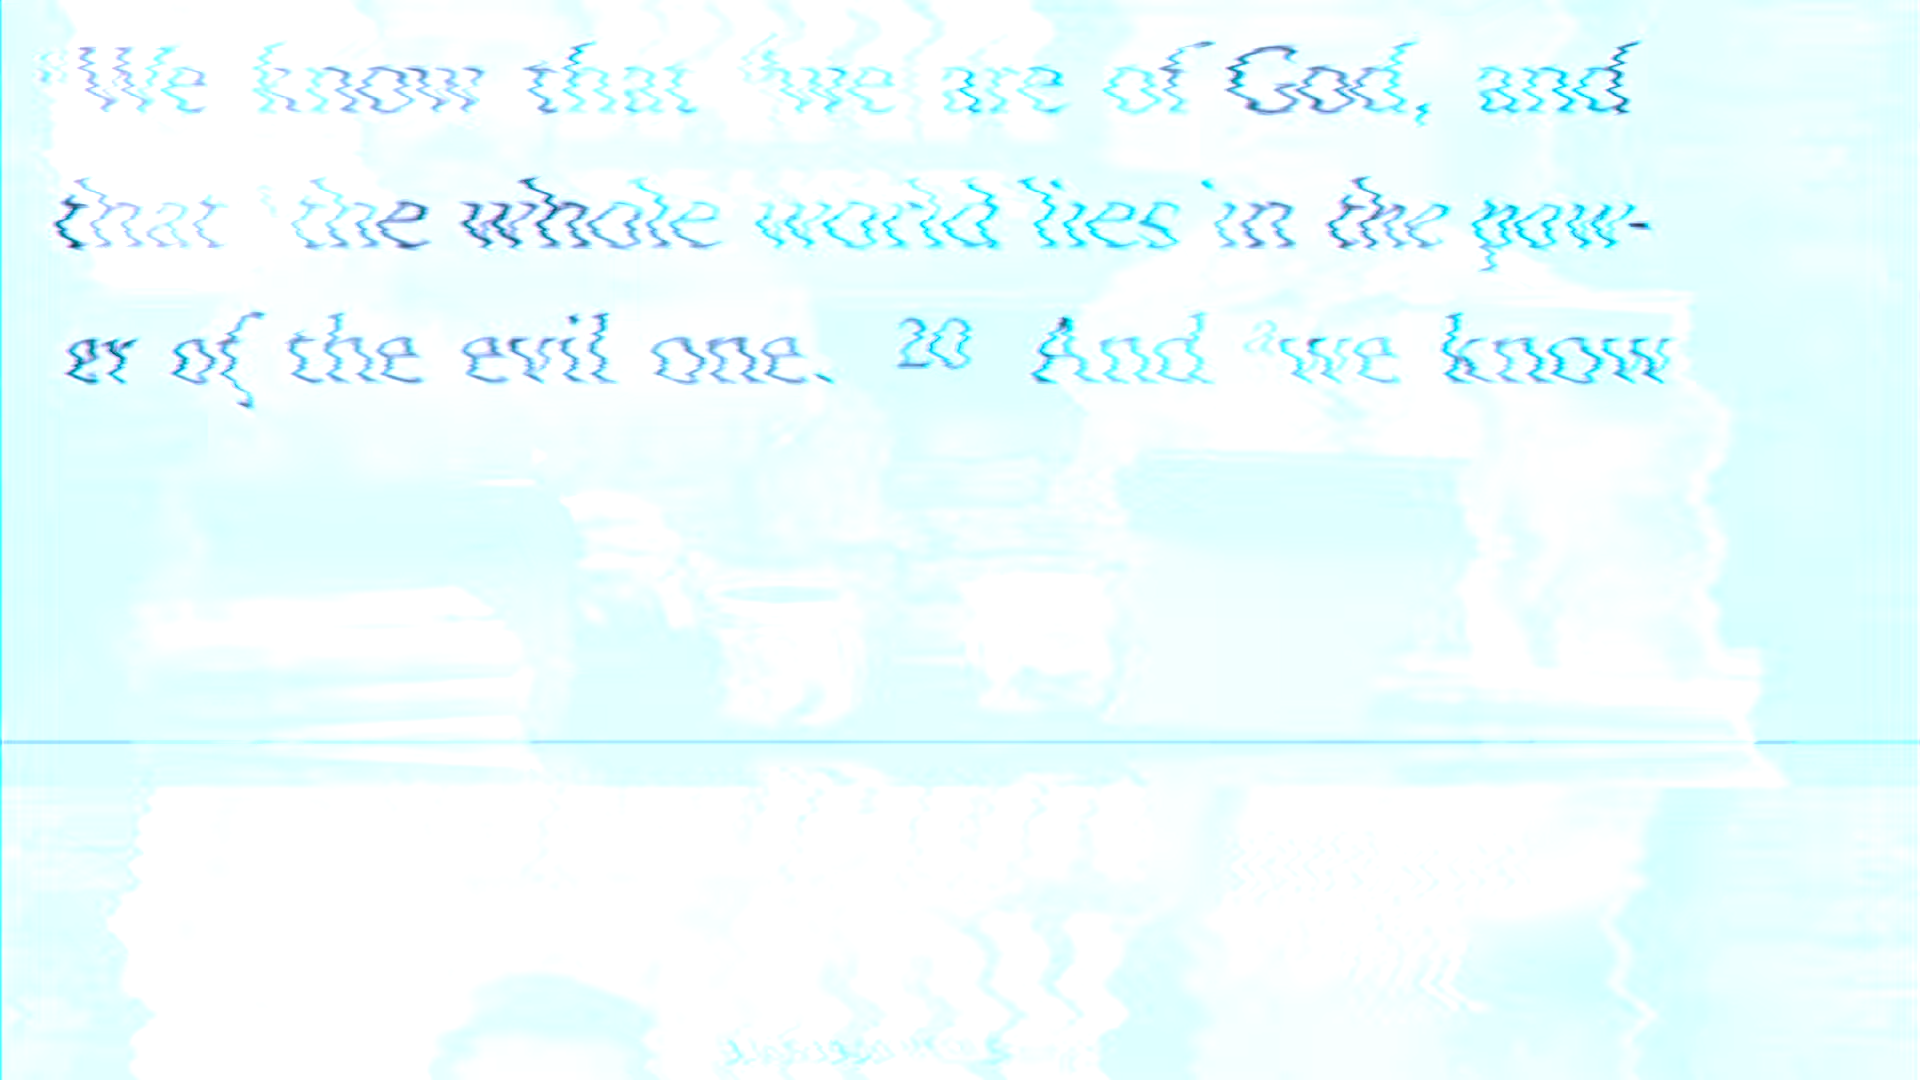 "We know that "we are of God, and
that 'the whole world lies in the pow-
er of the evil one. 20 And ªwe know